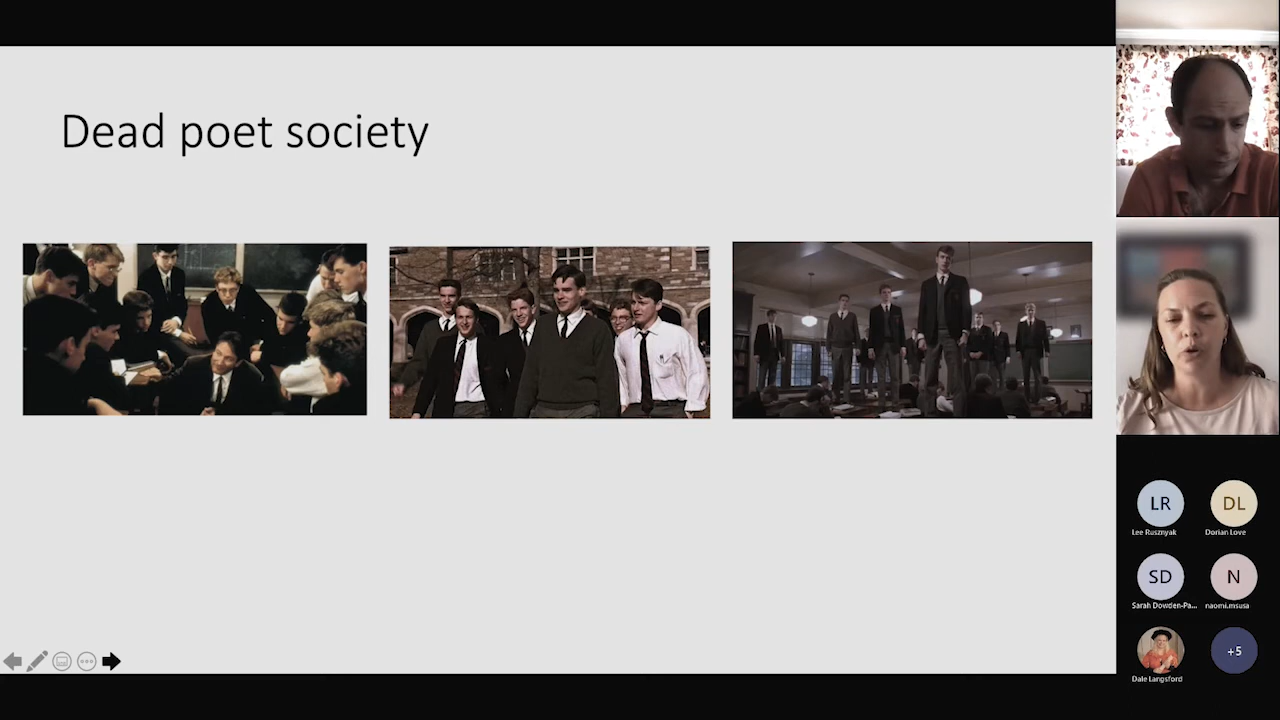 Dead poet society
LR
DL
Lee Rusznyak
Dorian Love
SD
N
Sarah Dowden-Pa...
naomi.msusa
Dale Langsford
+5